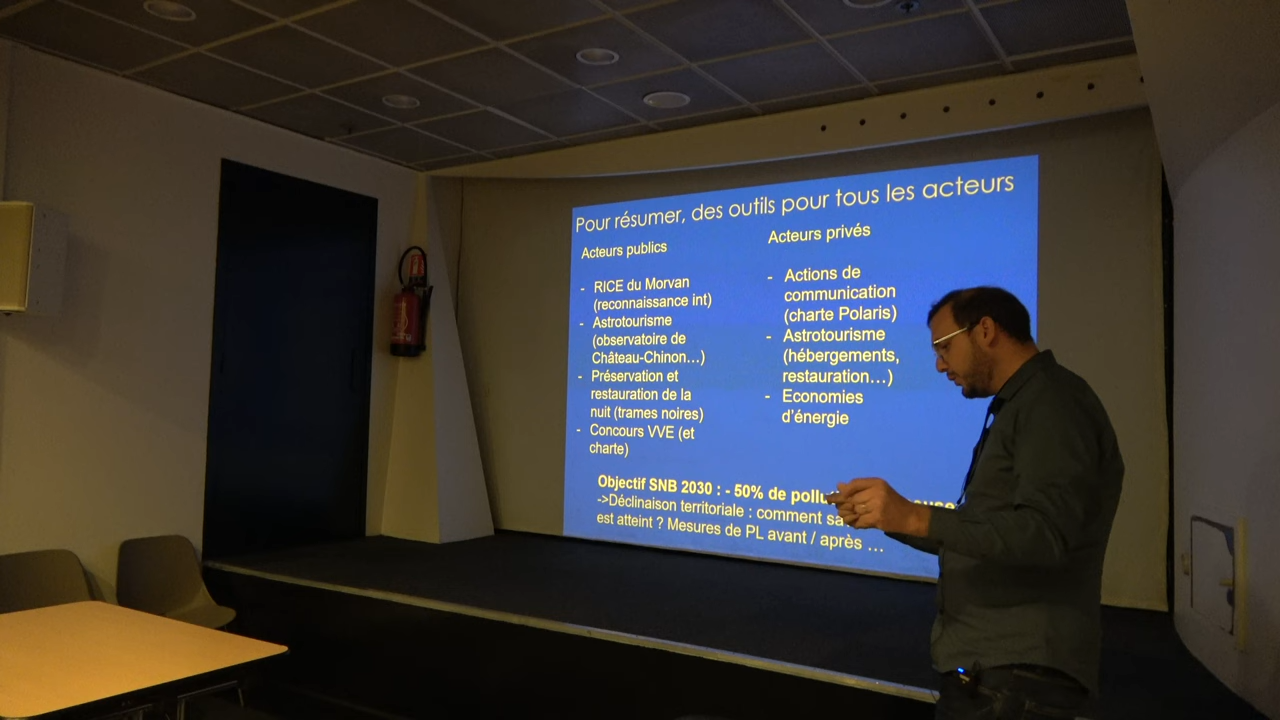 Pour résumer, des outils pour tous les acteurs
Acteurs publics
- RICE du Morvan
(reconnaissance int)
- Astrotourisme
(observatoire de
Château-Chinon…)
- Préservation et
restauration de la
nuit (trames noires)
- Concours VVE (et
charte)
Acteurs privés
- Actions de
communication
(charte Polaris)
- Astrotourisme
(hébergements,
restauration…)
- Economies
d'énergie
Objectif SNB 2030 : - 50% de
->Déclinaison territoriale : comment
est atteint ? Mesures de PL avant / après …